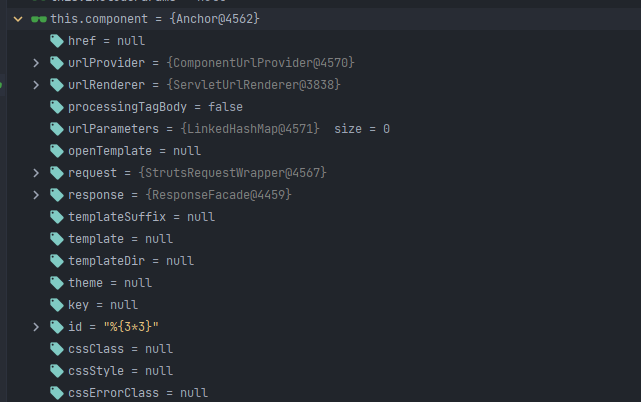 this.component = {Anchor@4562}
href = null
urlProvider = {ComponentUrlProvider@4570}
urlRenderer = {ServletUrlRenderer@3838}
processingTagBody = false
urlParameters = {LinkedHashMap@4571} size = 0
openTemplate = null
request = {StrutsRequestWrapper@4567}
response = {ResponseFacade@4459}
templateSuffix = null
template = null
templateDir = null
theme = null
key = null
id = "%{3*3}"
cssClass = null
cssStyle = null
cssErrorClass = null